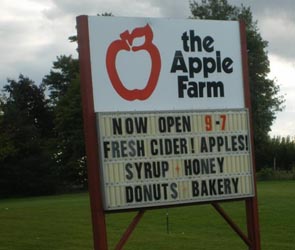 the
Apple
Farm
NOW OPEN 9-7
FRESH CIDER! APPLES!
SYRUP - HONEY
DONUTS - BAKERY